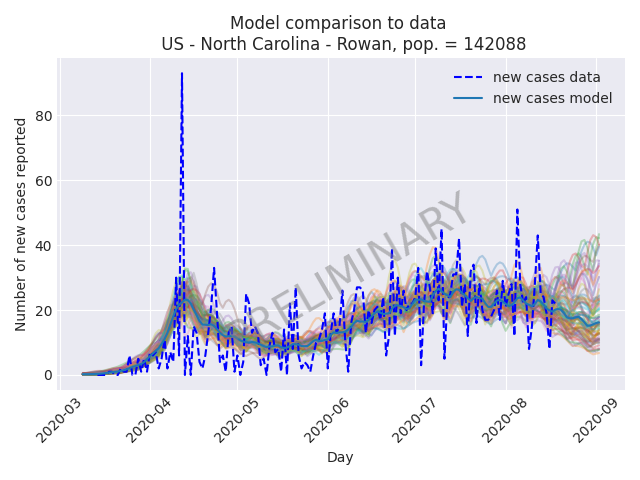 Model comparison to data
US - North Carolina - Rowan, pop. = 142088
new cases data
new cases model
PRELIMINARY
Number of new cases reported
80
60
40
20
0
2020-03
2020-04
2020-05
2020-06
2020-07
2020-08
2020-09
Day